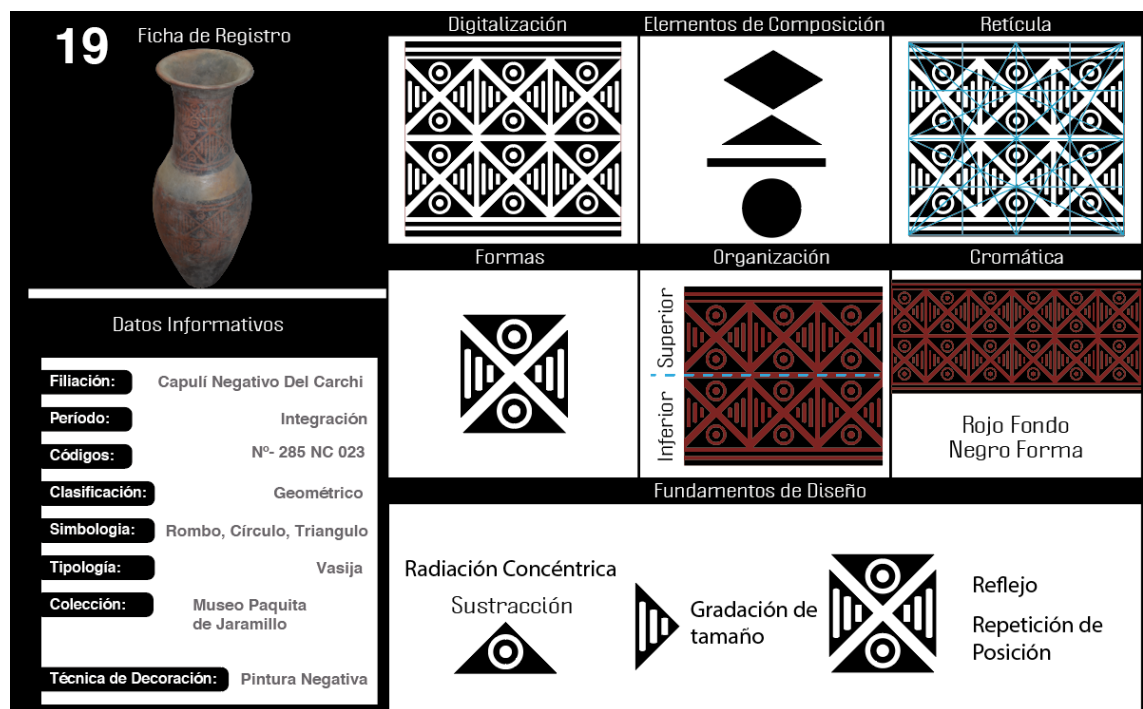 19
Ficha de Registro
Datos Informativos
Filiación: Capulí Negativo Del Carchi
Período: Integración
Códigos: Nº- 285 NC 023
Clasificación: Geométrico
Simbologia: Rombo, Círculo, Triangulo
Tipología: Vasija
Colección: Museo Paquita
de Jaramillo
Técnica de Decoración: Pintura Negativa
Digitalización
Elementos de Composición
Retícula
Formas
Organización
Superior
Inferior
Cromática
Rojo Fondo
Negro Forma
Fundamentos de Diseño
Radiación Concéntrica
Sustracción
Gradación de
tamaño
Reflejo
Repetición de
Posición